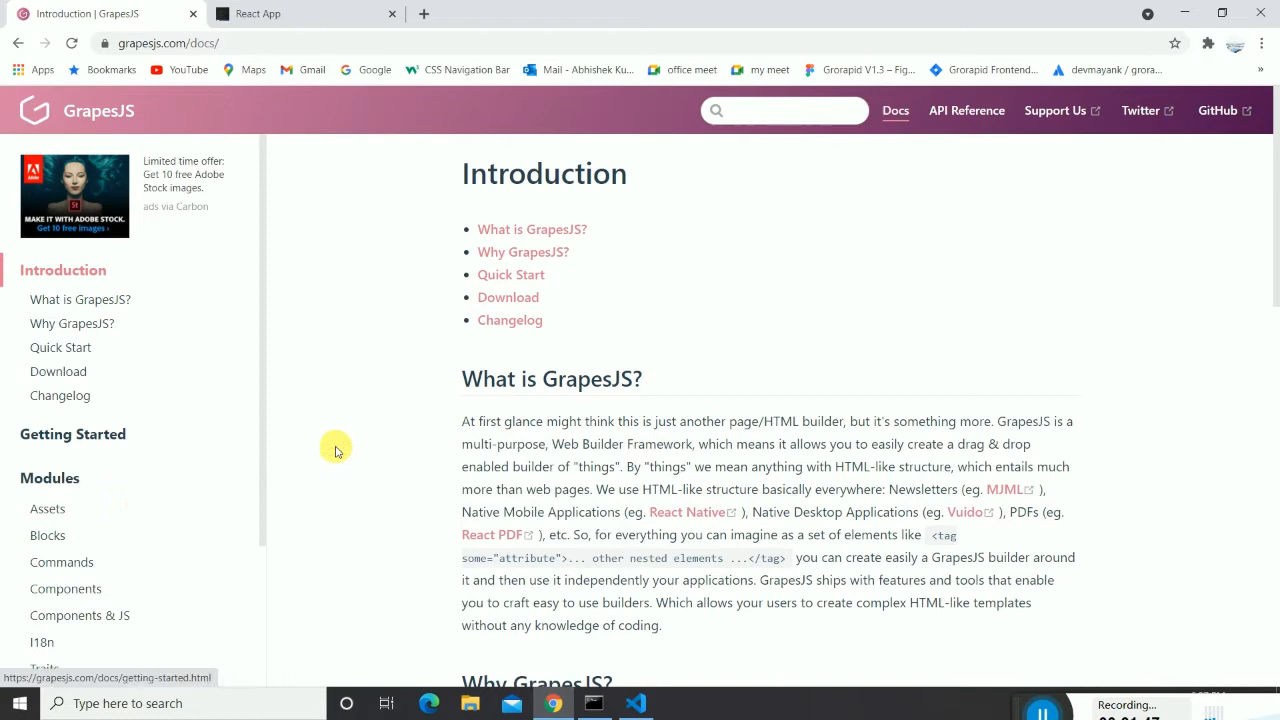 Introduction | GrapesJS
React App
grapesjs.com/docs/
Apps
Bookmarks
YouTube
Maps
Gmail
Google
CSS Navigation Bar
Mail - Abhishek Ku...
office meet
my meet
Grorapid V1.3 – Fig...
Grorapid Frontend...
devmayank / grora...
»
GrapesJS
Docs
API Reference
Support Us
Twitter
GitHub
Adobe
St
MAKE IT WITH ADOBE STOCK.
Get 10 free images ›
Limited time offer:
Get 10 free Adobe
Stock images.
ads via Carbon
Introduction
What is GrapesJS?
Why GrapesJS?
Quick Start
Download
Changelog
Getting Started
Modules
Assets
Blocks
Commands
Components
Components & JS
I18n
Traits
https://grapesjs.com/docs/getting-started.html
Introduction
• What is GrapesJS?
• Why GrapesJS?
• Quick Start
• Download
• Changelog
What is GrapesJS?
At first glance might think this is just another page/HTML builder, but it's something more. GrapesJS is a
multi-purpose, Web Builder Framework, which means it allows you to easily create a drag & drop
enabled builder of "things". By "things" we mean anything with HTML-like structure, which entails much
more than web pages. We use HTML-like structure basically everywhere: Newsletters (eg. MJML ),
Native Mobile Applications (eg. React Native ), Native Desktop Applications (eg. Vuido ), PDFs (eg.
React PDF ), etc. So, for everything you can imagine as a set of elements like <tag
some="attribute">... other nested elements ...</tag> you can create easily a GrapesJS builder around
it and then use it independently your applications. GrapesJS ships with features and tools that enable
you to craft easy to use builders. Which allows your users to create complex HTML-like templates
without any knowledge of coding.
Why GrapesJS?
Type here to search
Recording...
00:01:47